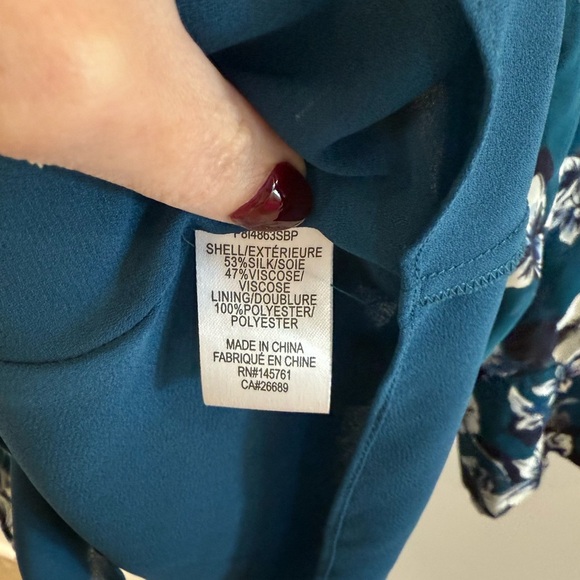 F8I4863SBP
SHELL/EXTÉRIEURE
53%SILK/SOIE
47%VISCOSE/
VISCOSE
LINING/DOUBLURE
100%POLYESTER/
POLYESTER
MADE IN CHINA
FABRIQUÉ EN CHINE
RN#145761
CA#26689